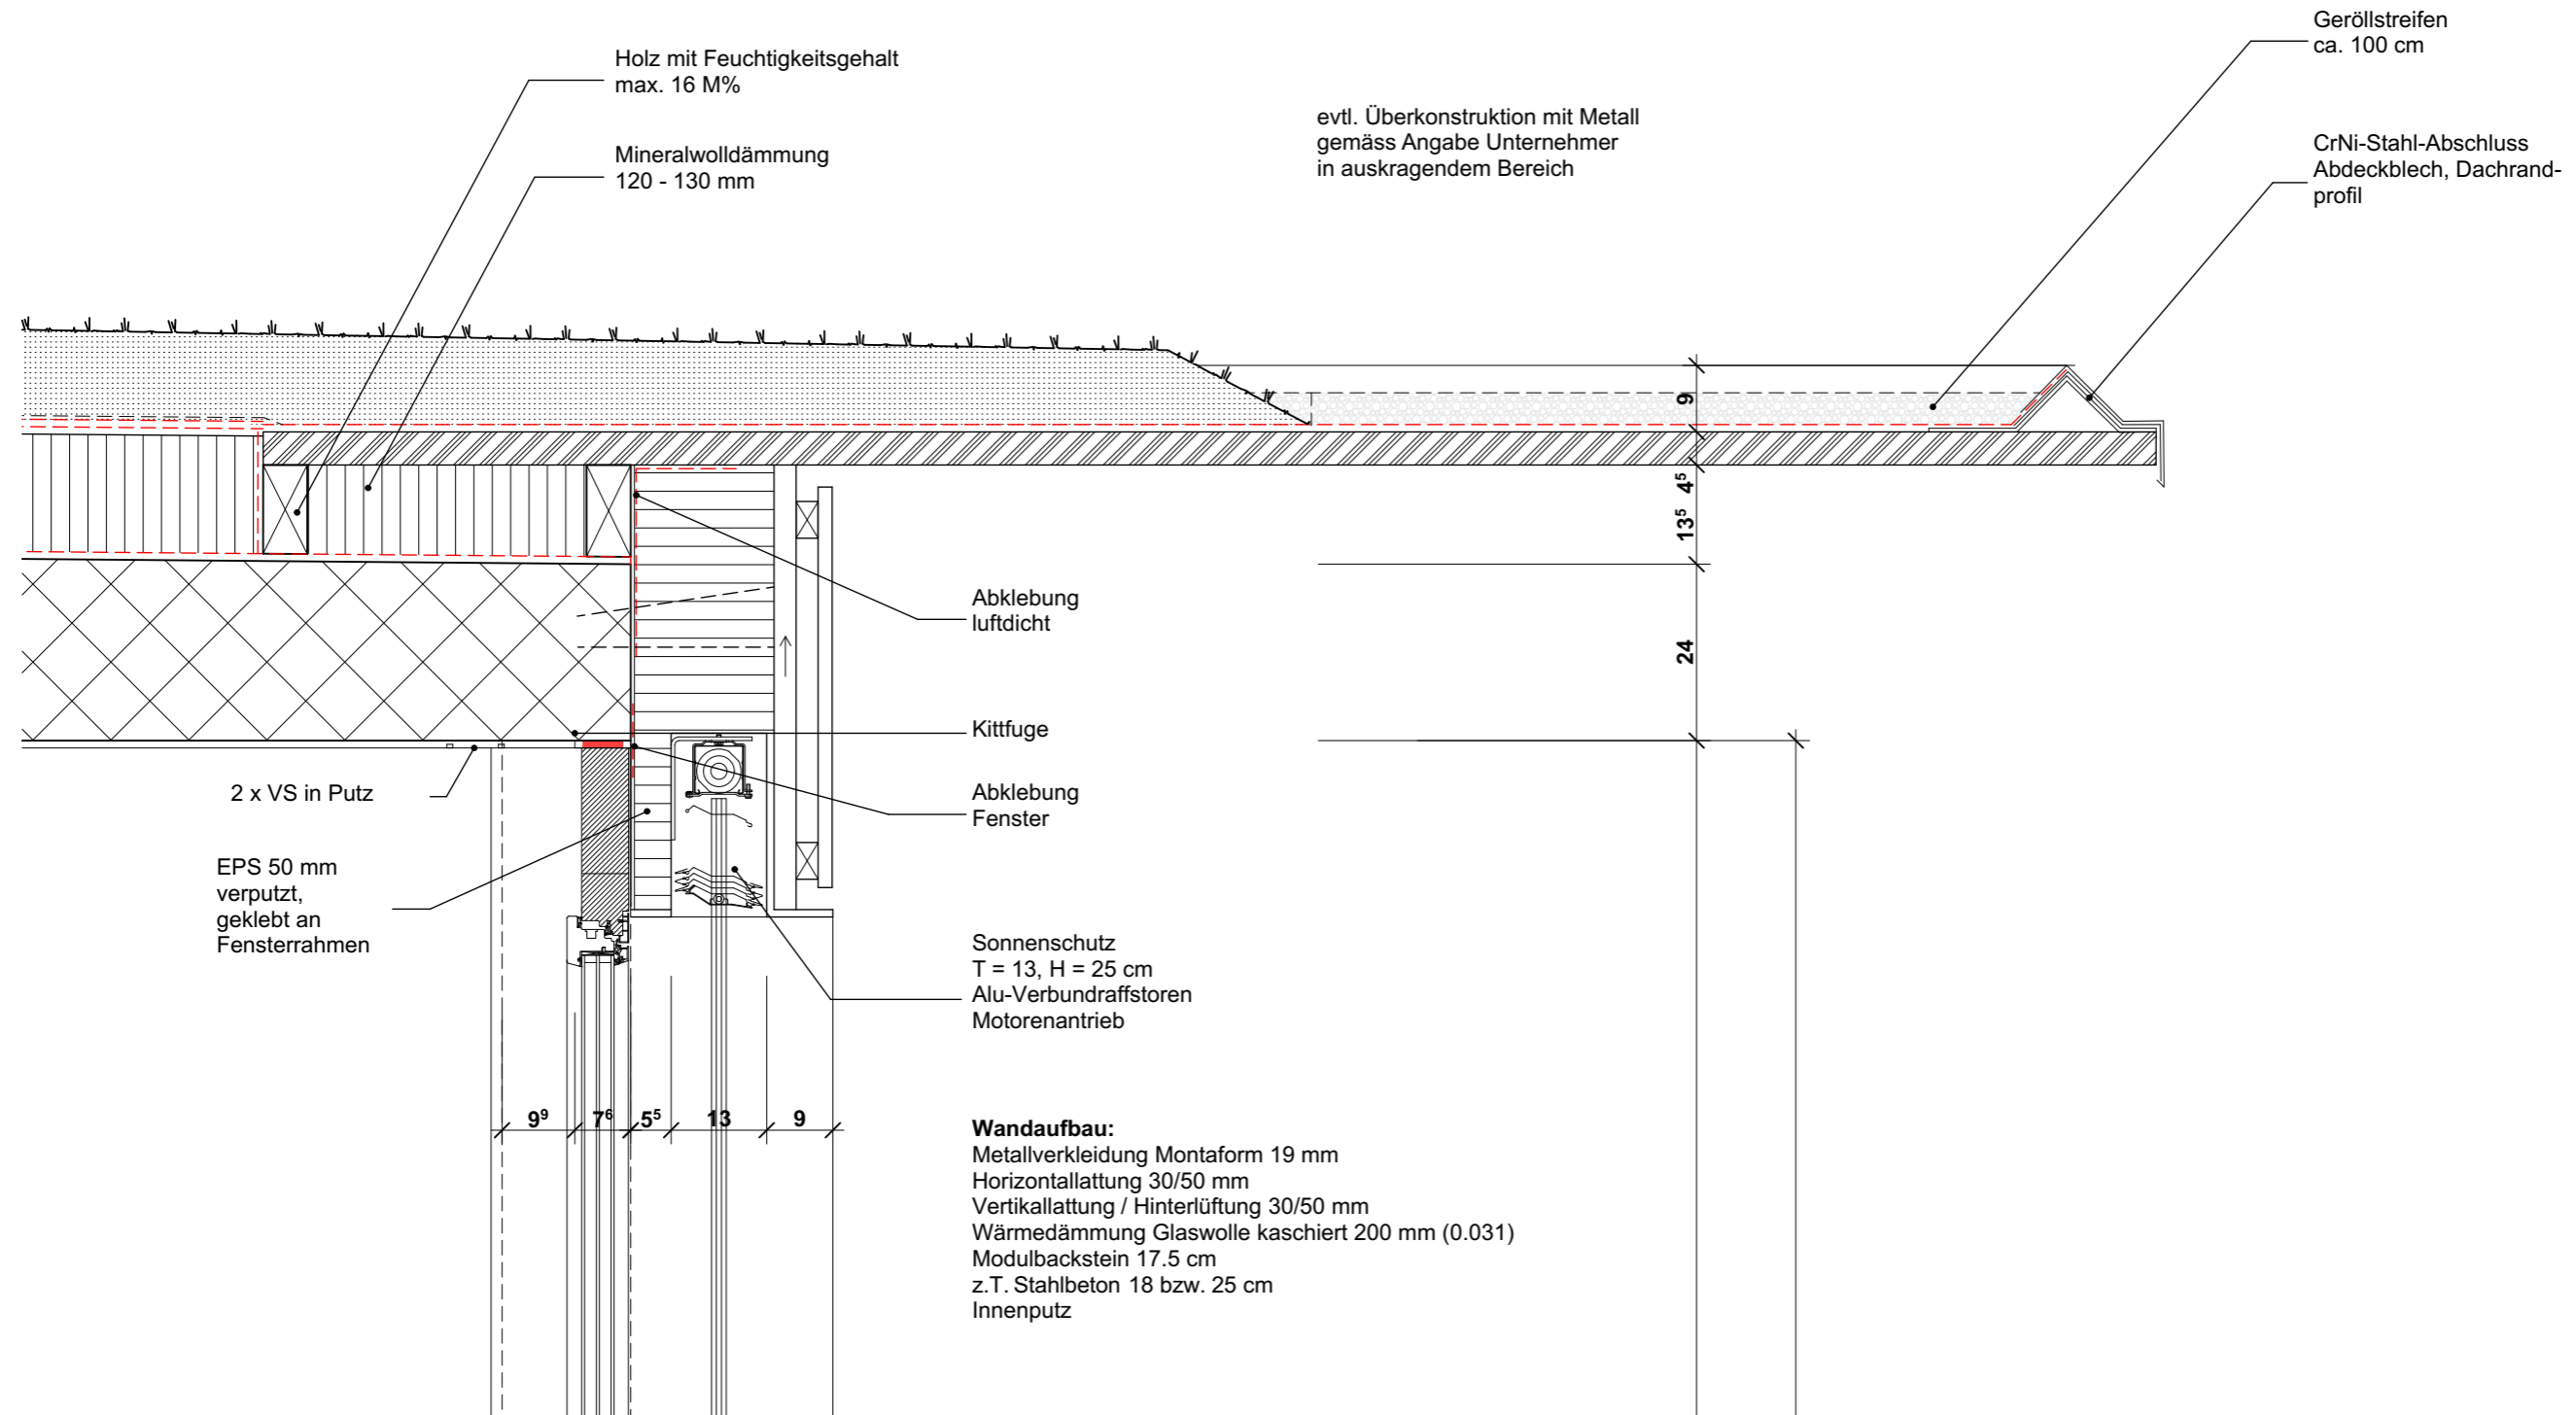 Geröllstreifen
ca. 100 cm
Holz mit Feuchtigkeitsgehalt
max. 16 M%
evtl. Überkonstruktion mit Metall
gemäss Angabe Unternehmer
in auskragendem Bereich
CrNi-Stahl-Abschluss
Abdeckblech, Dachrand-
profil
Mineralwolldämmung
120 - 130 mm
9
4⁵
13⁵
24
Abklebung
luftdicht
Kittfuge
2 x VS in Putz
Abklebung
Fenster
EPS 50 mm
verputzt,
geklebt an
Fensterrahmen
Sonnenschutz
T = 13, H = 25 cm
Alu-Verbundraffstoren
Motorenantrieb
9⁹ 7⁶ 5⁵ 13 9
Wandaufbau:
Metallverkleidung Montaform 19 mm
Horizontallattung 30/50 mm
Vertikallattung / Hinterlüftung 30/50 mm
Wärmedämmung Glaswolle kaschiert 200 mm (0.031)
Modulbackstein 17.5 cm
z.T. Stahlbeton 18 bzw. 25 cm
Innenputz